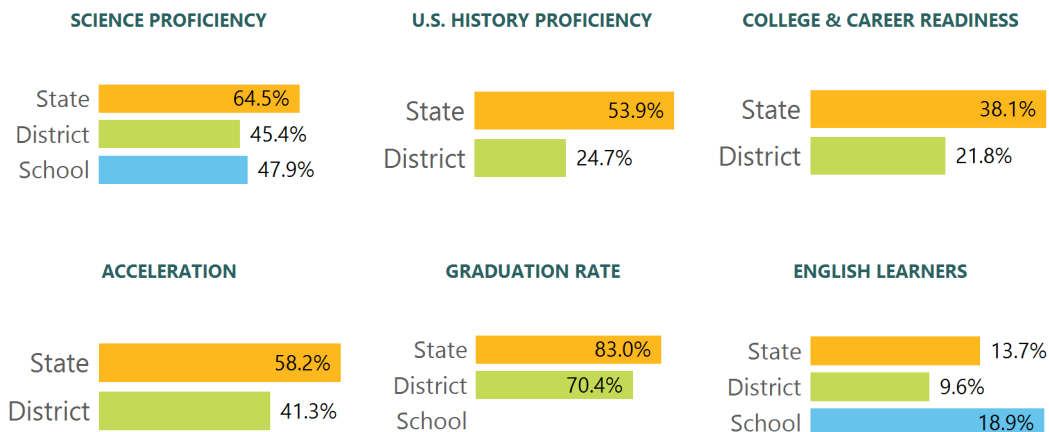 SCIENCE PROFICIENCY
State 64.5%
District 45.4%
School 47.9%
U.S. HISTORY PROFICIENCY
State 53.9%
District 24.7%
COLLEGE & CAREER READINESS
State 38.1%
District 21.8%
ACCELERATION
State 58.2%
District 41.3%
GRADUATION RATE
State 83.0%
District 70.4%
School
ENGLISH LEARNERS
State 13.7%
District 9.6%
School 18.9%